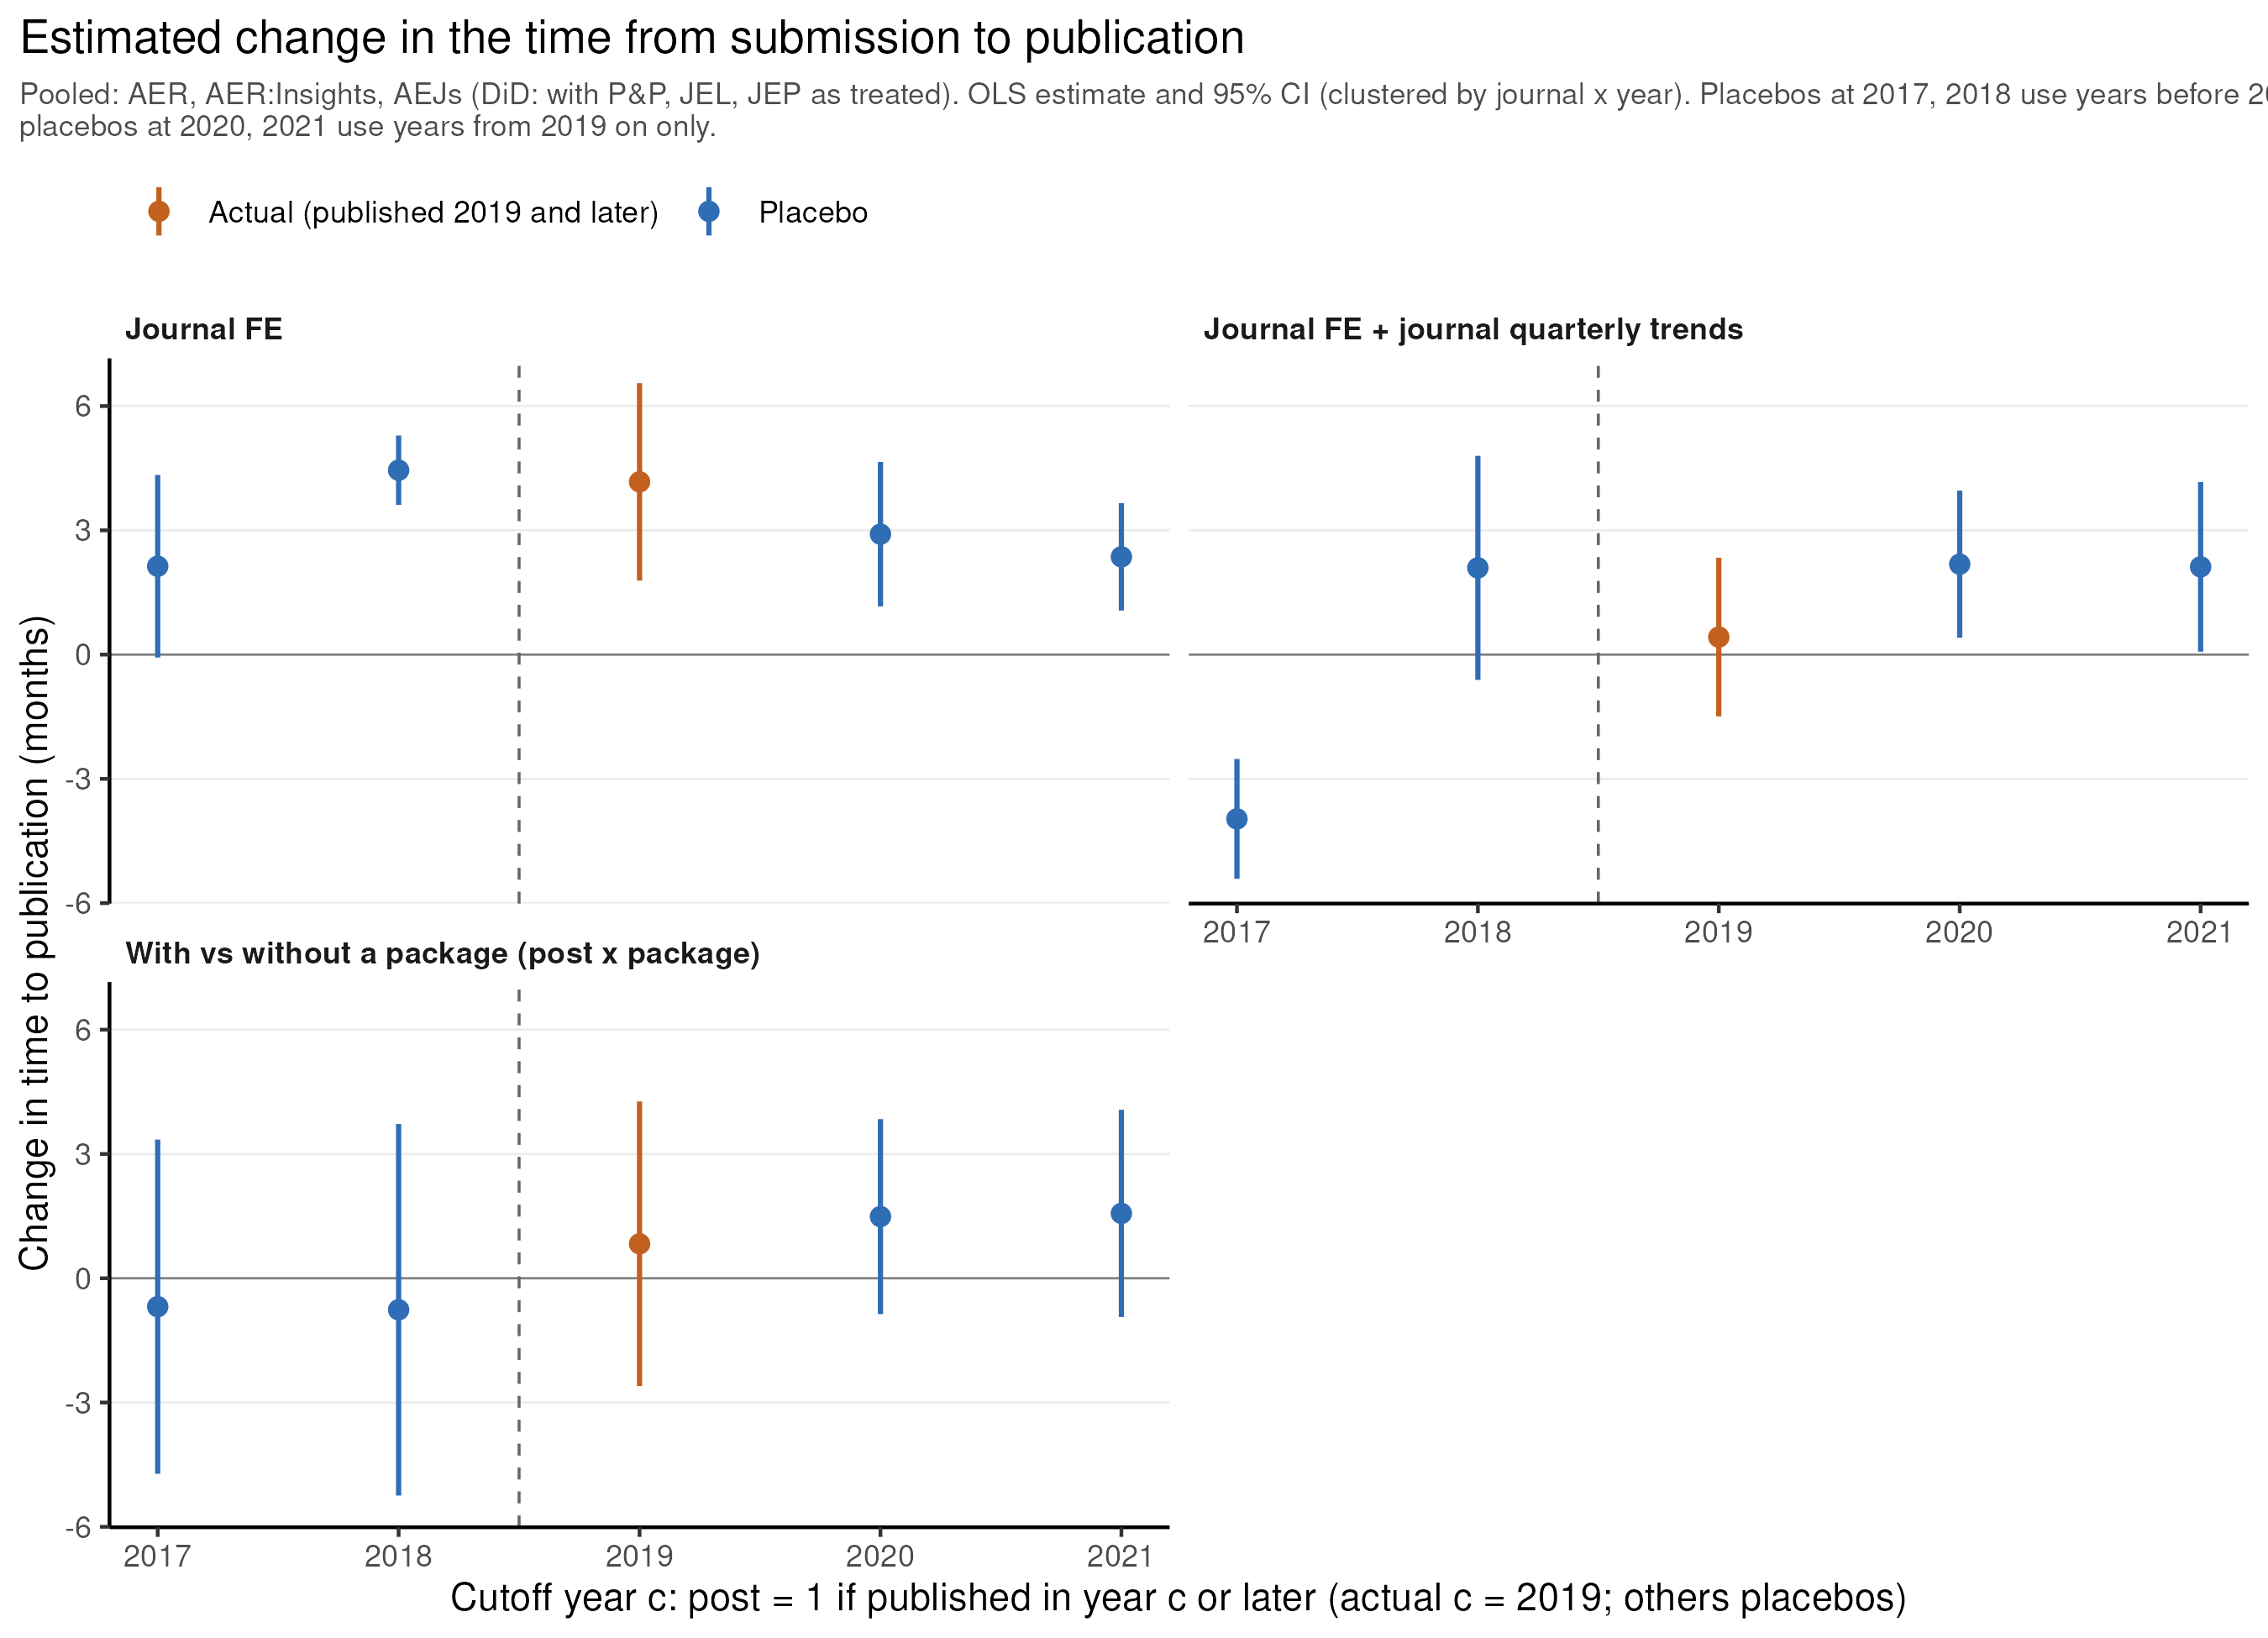 Estimated change in the time from submission to publication
Pooled: AER, AER:Insights, AEJs (DiD: with P&P, JEL, JEP as treated). OLS estimate and 95% CI (clustered by journal x year). Placebos at 2017, 2018 use years before
placebos at 2020, 2021 use years from 2019 on only.
Actual (published 2019 and later)
Placebo
Journal FE
Journal FE + journal quarterly trends
6
3
0
-3
-6
2017
2018
2019
2020
2021
With vs without a package (post x package)
6
3
0
-3
-6
2017
2018
2019
2020
2021
Change in time to publication (months)
Cutoff year c: post = 1 if published in year c or later (actual c = 2019; others placebos)